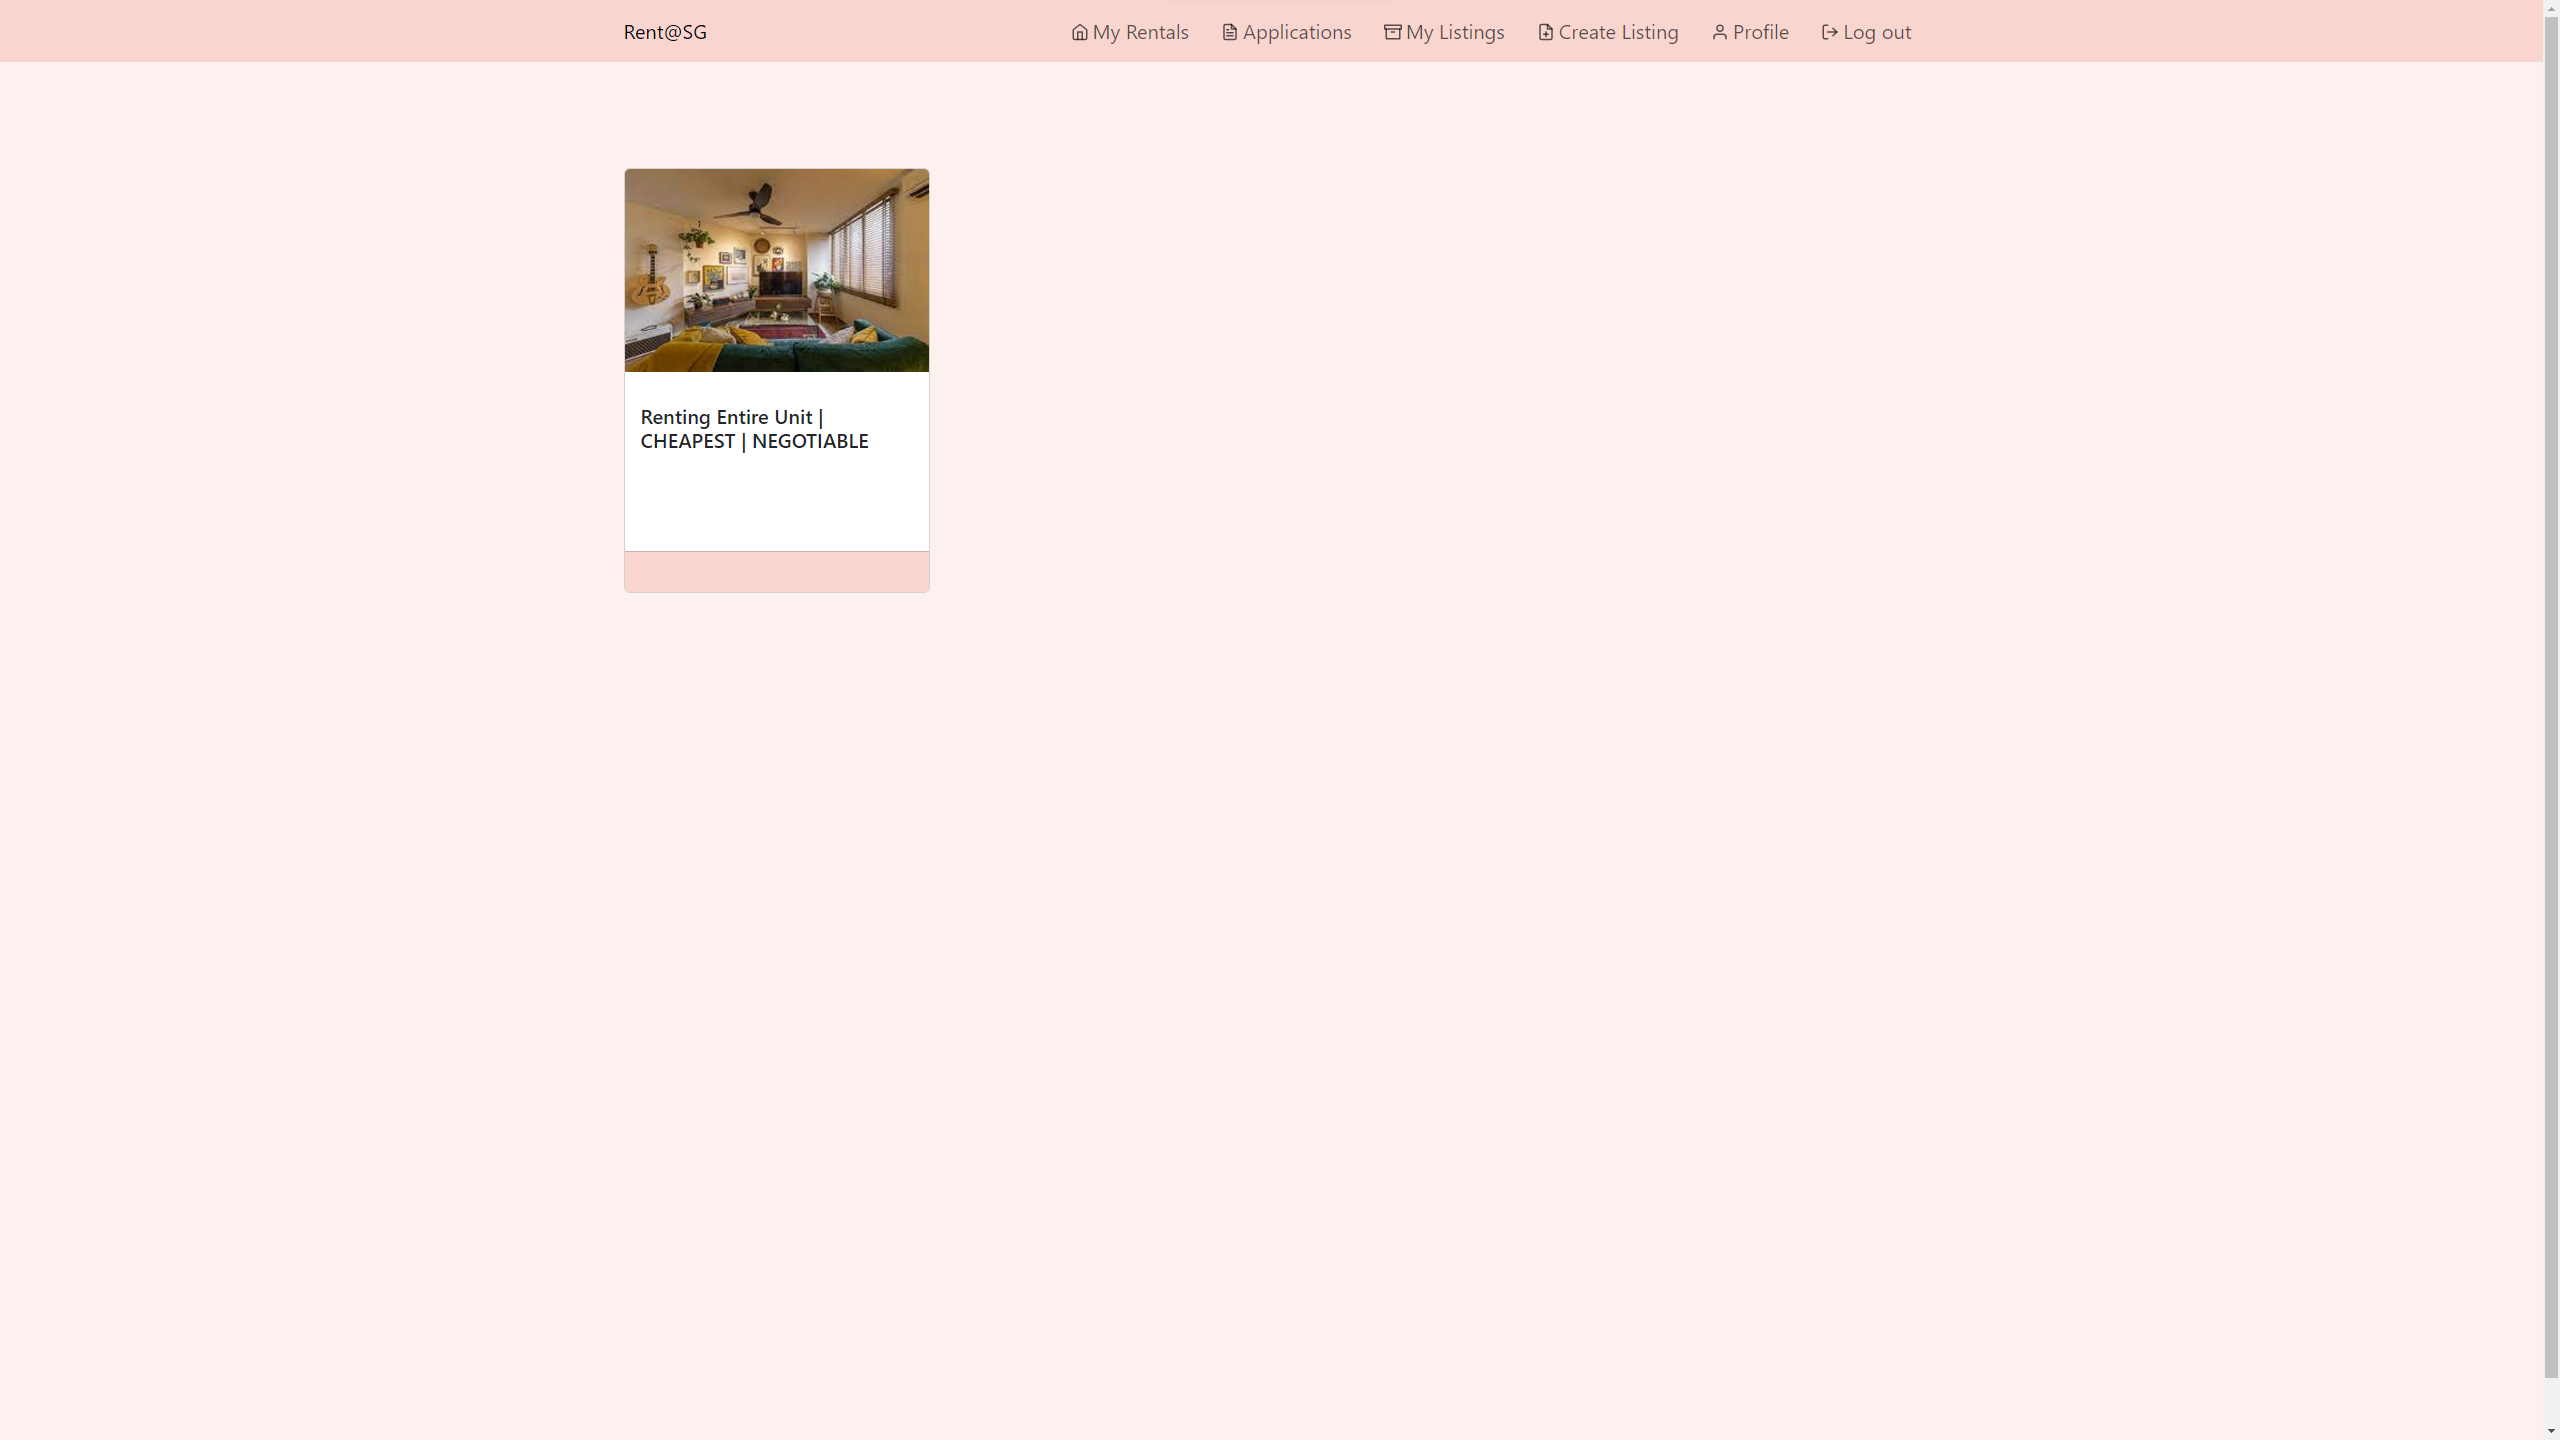 Rent@SG
My Rentals
Applications
My Listings
Create Listing
Profile
Log out
Renting Entire Unit |
CHEAPEST | NEGOTIABLE